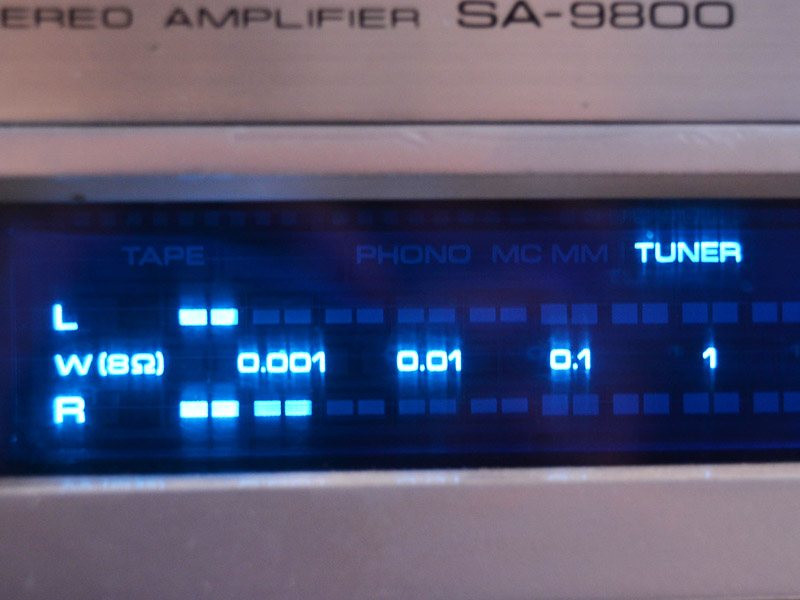 EREO AMPLIFIER SA-9800
TAPE PHONO MC MM TUNER
L
W (8Ω) 0.001 0.01 0.1 1
R